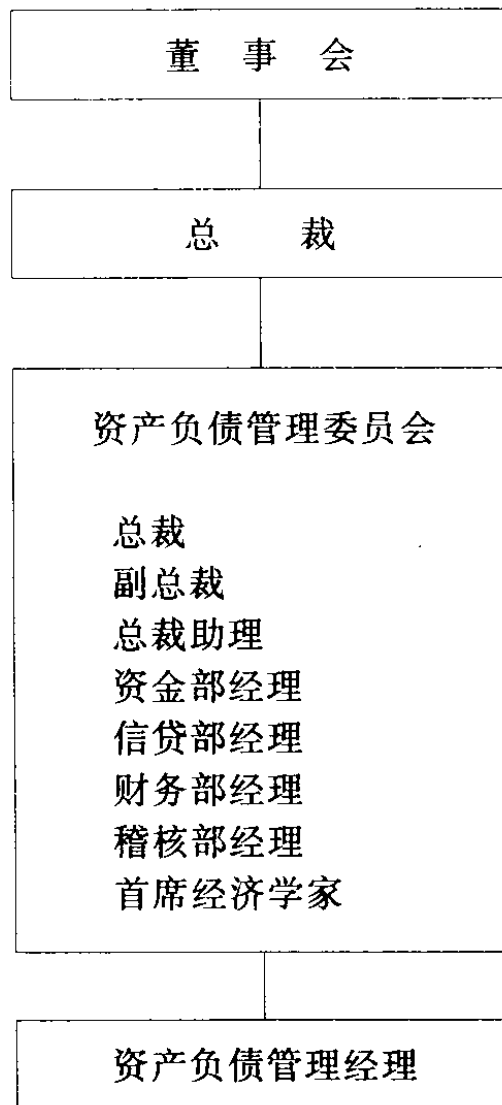 董事会
总裁
资产负债管理委员会
总裁
副总裁
总裁助理
资金部经理
信贷部经理
财务部经理
稽核部经理
首席经济学家
资产负债管理经理